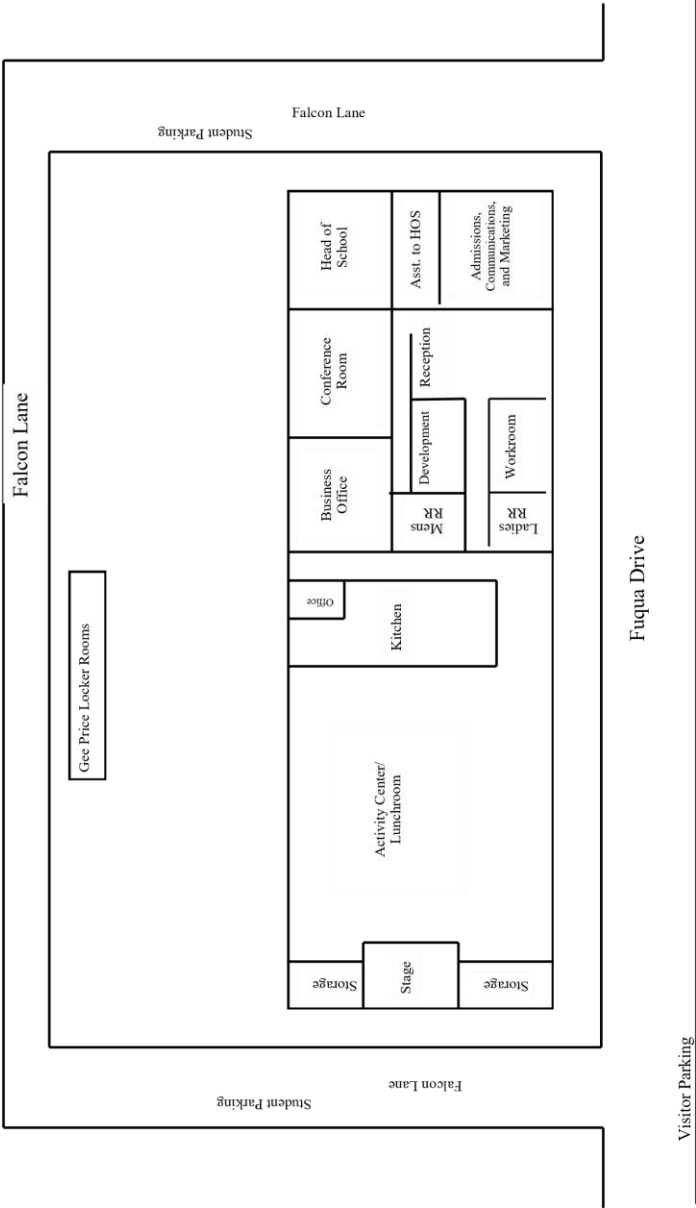 Falcon Lane
Student Parking
Falcon Lane
Head of
School
Asst. to HOS
Admissions,
Communications,
and Marketing
Conference
Room
Reception
Business
Office
Development
Workroom
Mens
RR
Ladies
RR
Gee Price Locker Rooms
Office
Kitchen
Fuqua Drive
Activity Center/
Lunchroom
Storage
Stage
Storage
Falcon Lane
Student Parking
Visitor Parking